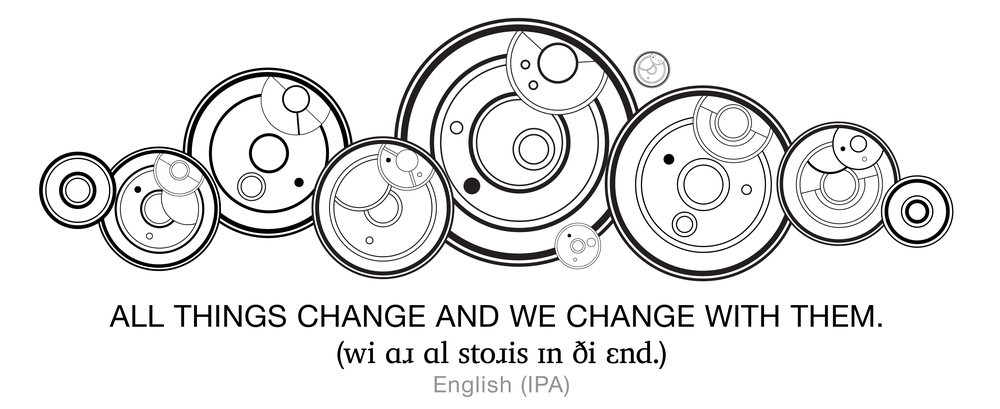 ALL THINGS CHANGE AND WE CHANGE WITH THEM.
(wi ɑɹ ɑl stoɹis ɪn ði ɛnd.)
English (IPA)